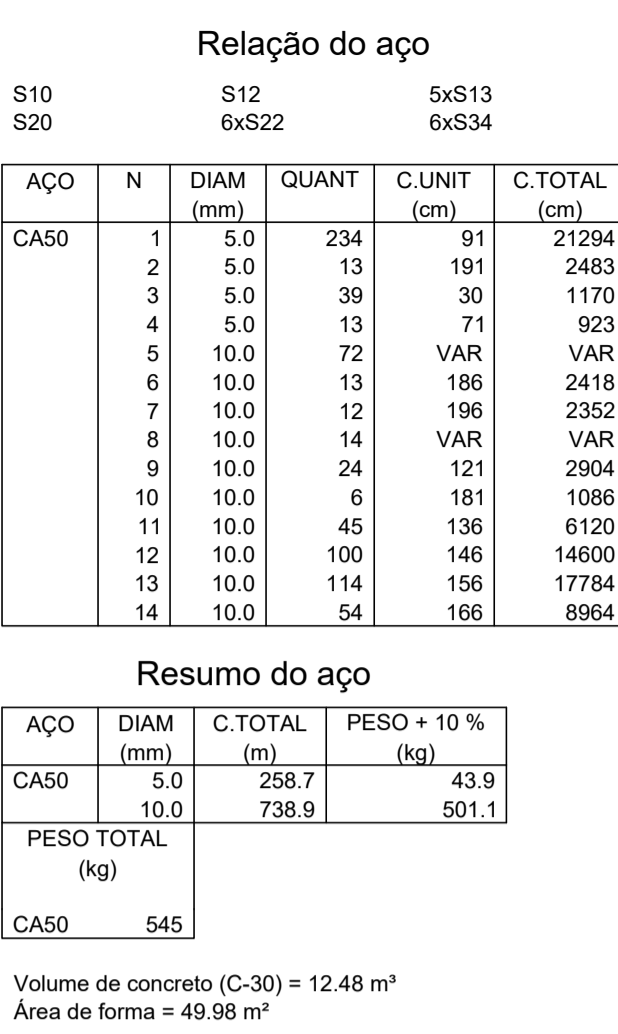 Relação do aço
S10 S12 5xS13
S20 6xS22 6xS34
AÇO N DIAM QUANT C.UNIT C.TOTAL
(mm) (cm) (cm)
CA50 1 5.0 234 91 21294
2 5.0 13 191 2483
3 5.0 39 30 1170
4 5.0 13 71 923
5 10.0 72 VAR VAR
6 10.0 13 186 2418
7 10.0 12 196 2352
8 10.0 14 VAR VAR
9 10.0 24 121 2904
10 10.0 6 181 1086
11 10.0 45 136 6120
12 10.0 100 146 14600
13 10.0 114 156 17784
14 10.0 54 166 8964
Resumo do aço
AÇO DIAM C.TOTAL PESO + 10 %
(mm) (m) (kg)
CA50 5.0 258.7 43.9
10.0 738.9 501.1
PESO TOTAL
(kg)
CA50 545
Volume de concreto (C-30) = 12.48 m³
Área de forma = 49.98 m²